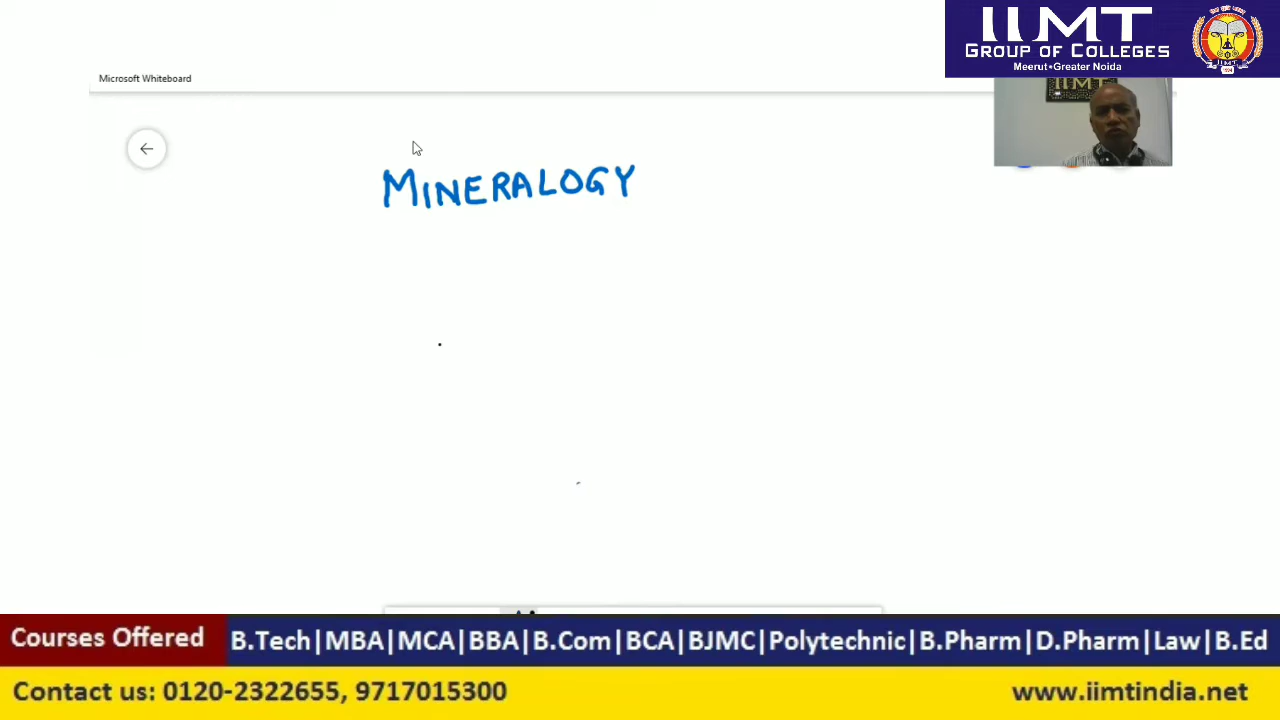 IIMT
GROUP OF COLLEGES
Meerut•Greater Noida
Microsoft Whiteboard
IIMT
MINERALOGY
Courses Offered
B.Tech|MBA|MCA|BBA|B.Com|BCA|BJMC|Polytechnic|B.Pharm|D.Pharm|Law|B.Ed
Contact us: 0120-2322655, 9717015300
www.iimtindia.net